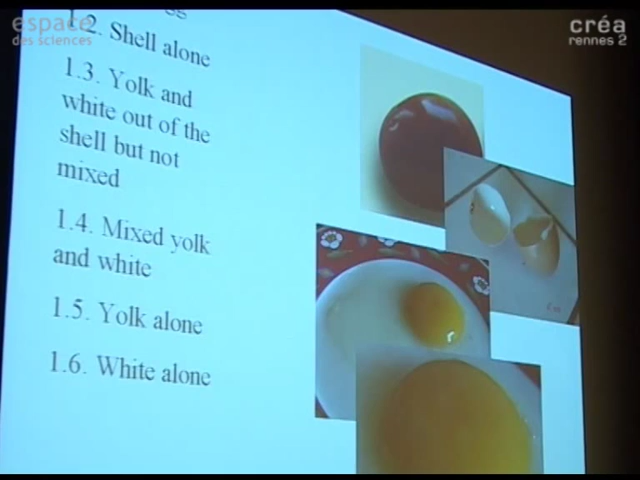 espace
des sciences
créa
rennes 2
1.2. Shell alone
1.3. Yolk and
white out of the
shell but not
mixed
1.4. Mixed yolk
and white
1.5. Yolk alone
1.6. White alone